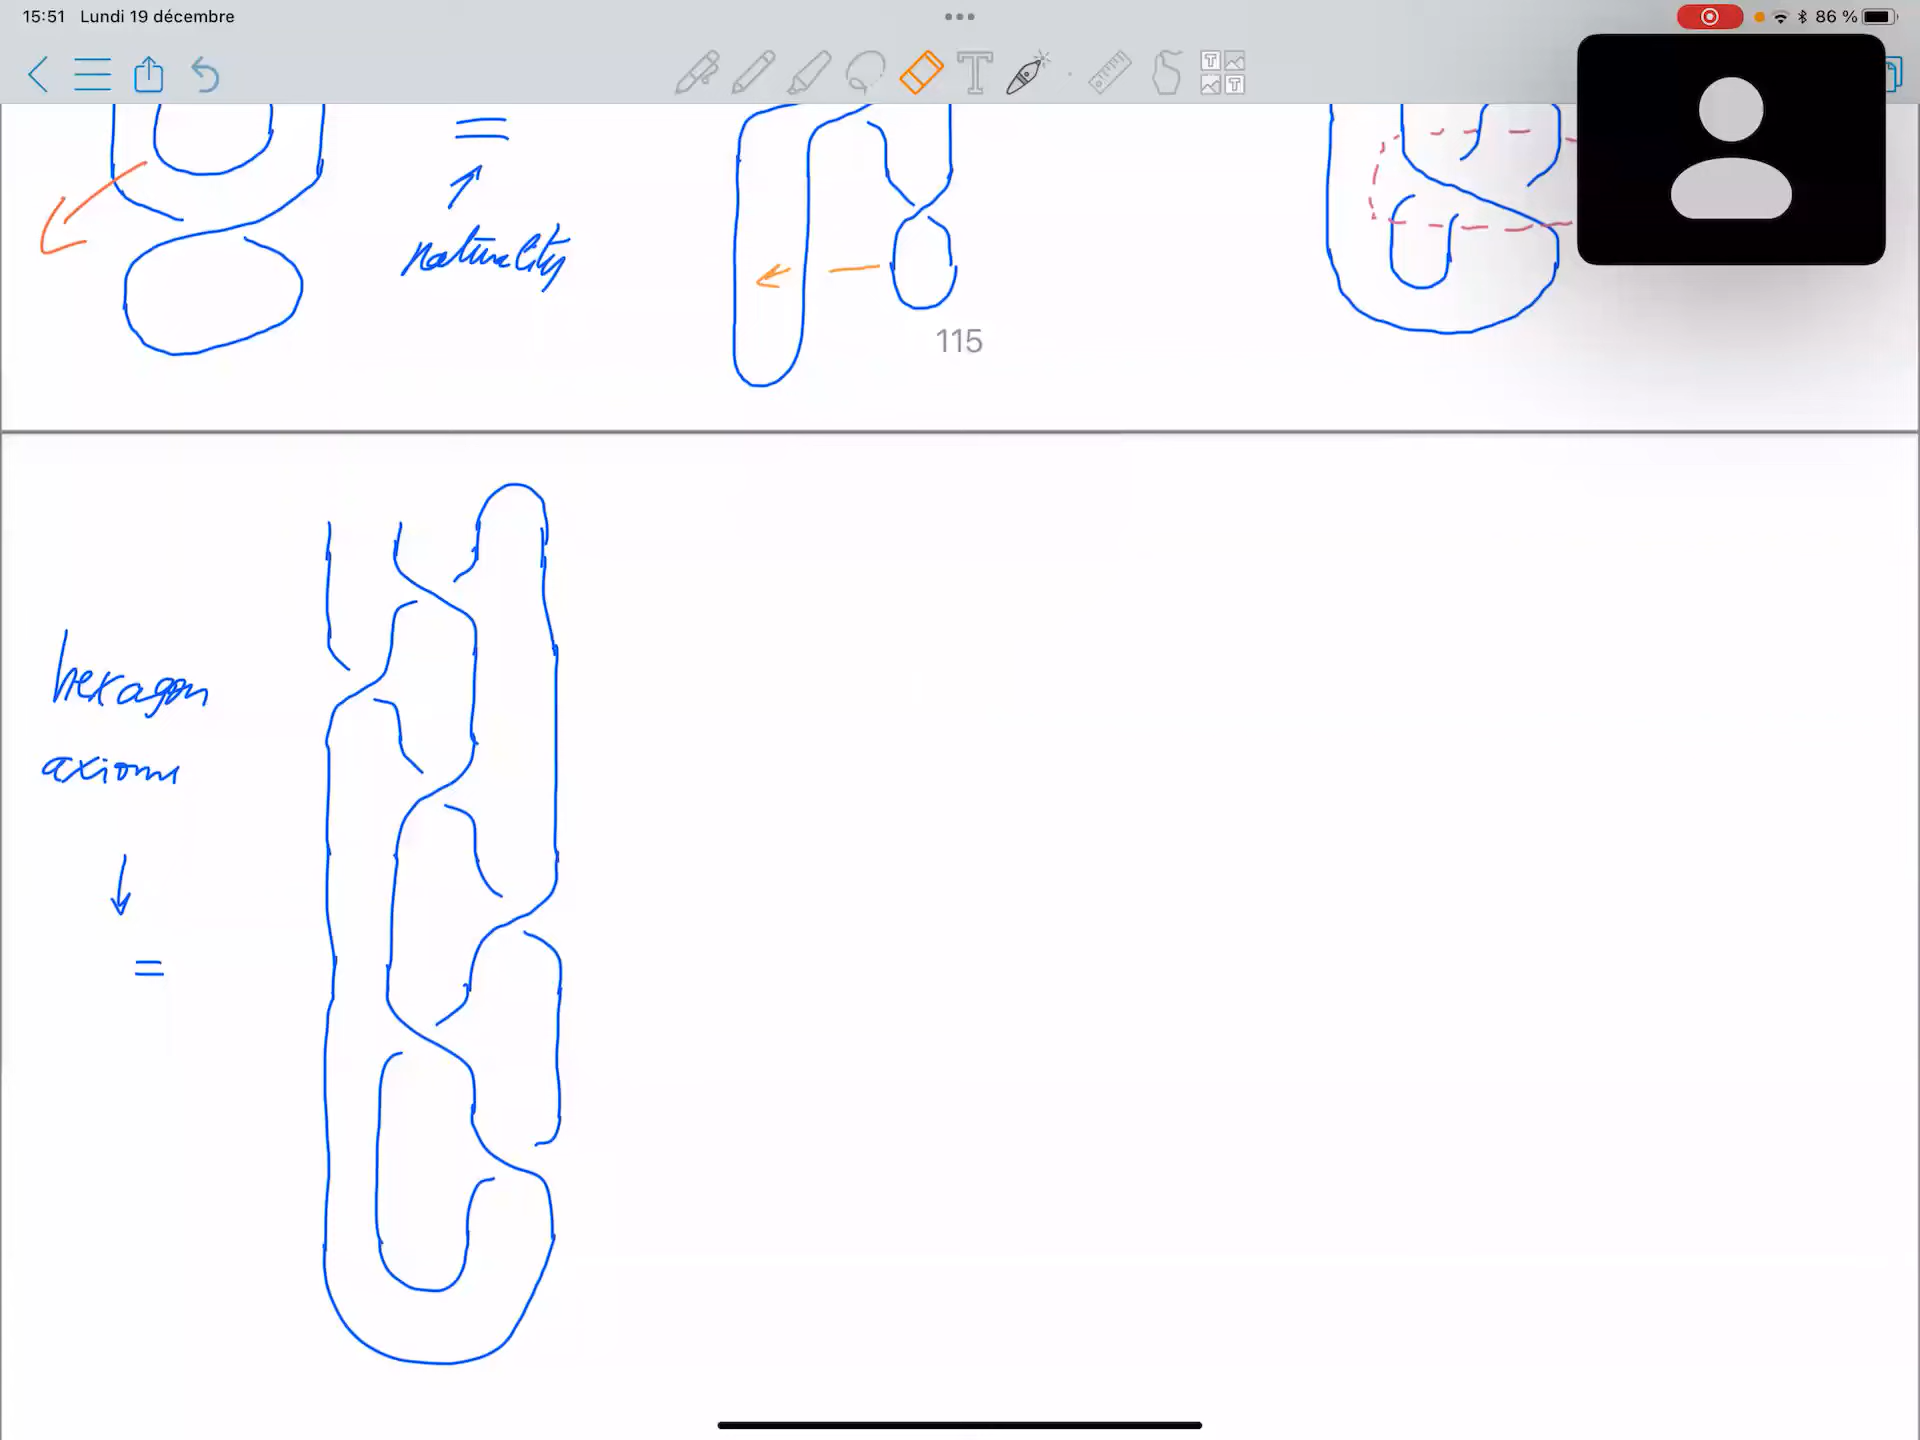 15:51 Lundi 19 décembre
86 %
=
naturality
115
hexagon
axioms
=